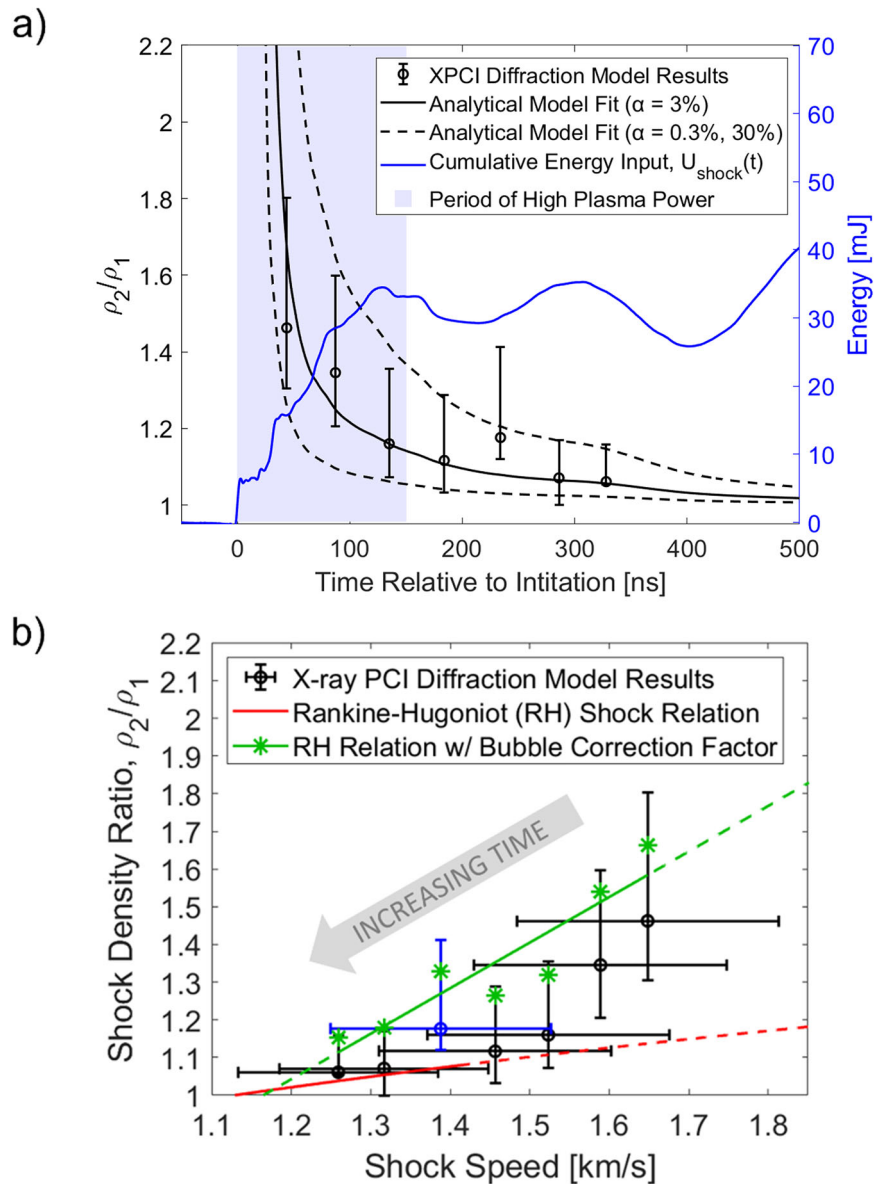 a)
2.2
2
1.8
1.6
1.4
1.2
1
ρ₂/ρ₁
XPCI Diffraction Model Results
Analytical Model Fit (α = 3%)
Analytical Model Fit (α = 0.3%, 30%)
Cumulative Energy Input, U_shock(t)
Period of High Plasma Power
70
60
50
40
30
20
10
0
Energy [mJ]
0 100 200 300 400 500
Time Relative to Intitation [ns]
b)
2.2
2.1
2
1.9
1.8
1.7
1.6
1.5
1.4
1.3
1.2
1.1
1
Shock Density Ratio, ρ₂/ρ₁
X-ray PCI Diffraction Model Results
Rankine-Hugoniot (RH) Shock Relation
RH Relation w/ Bubble Correction Factor
INCREASING TIME
1.1 1.2 1.3 1.4 1.5 1.6 1.7 1.8
Shock Speed [km/s]